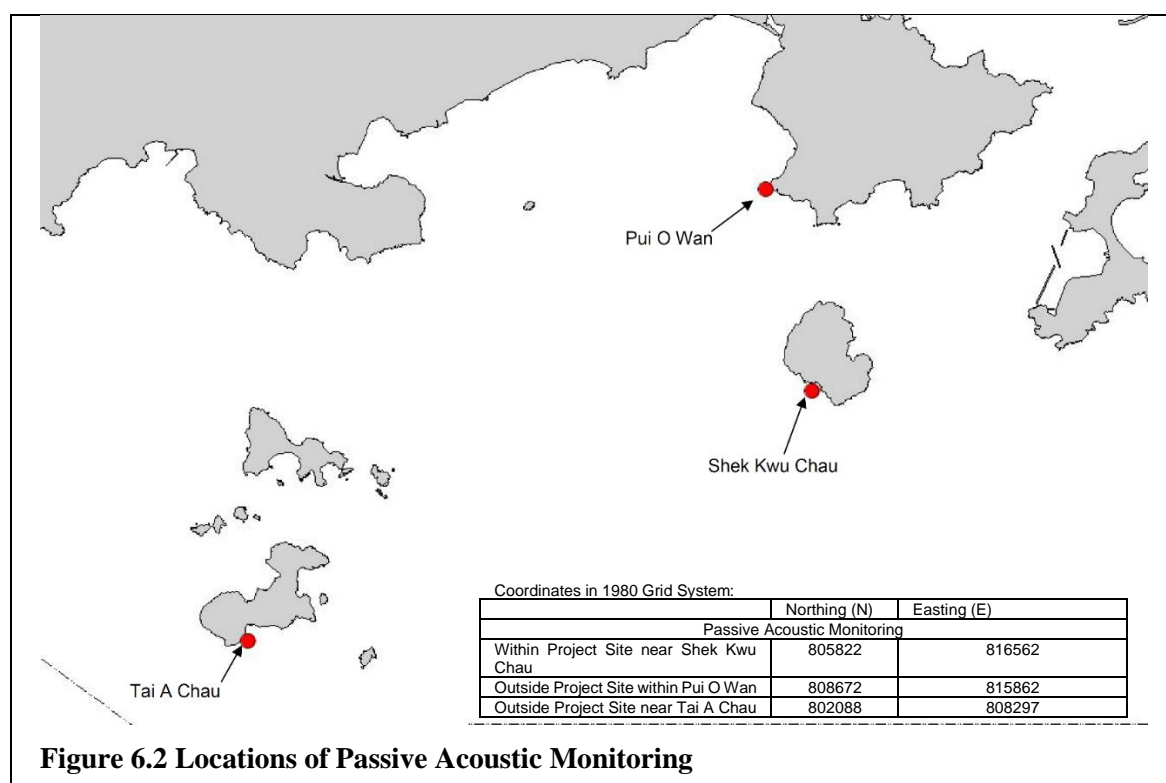 Pui O Wan
Shek Kwu Chau
Tai A Chau
Coordinates in 1980 Grid System:
Northing (N) Easting (E)
Passive Acoustic Monitoring
Within Project Site near Shek Kwu
Chau 805822 816562
Outside Project Site within Pui O Wan 808672 815862
Outside Project Site near Tai A Chau 802088 808297
Figure 6.2 Locations of Passive Acoustic Monitoring